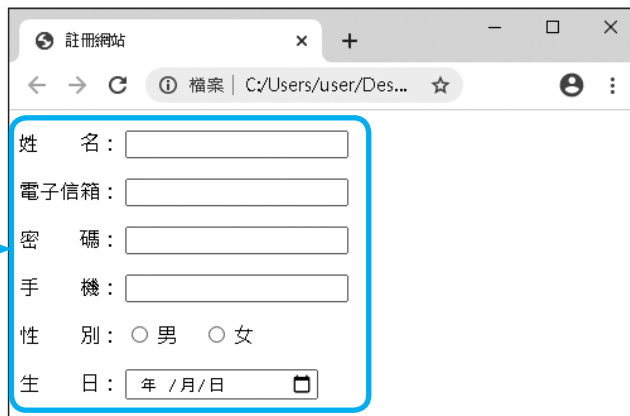 註冊網站
檔案 | C:/Users/user/Des...
姓　　名：
電子信箱：
密　　碼：
手　　機：
性　　別： 男　女
生　　日： 年 /月/日